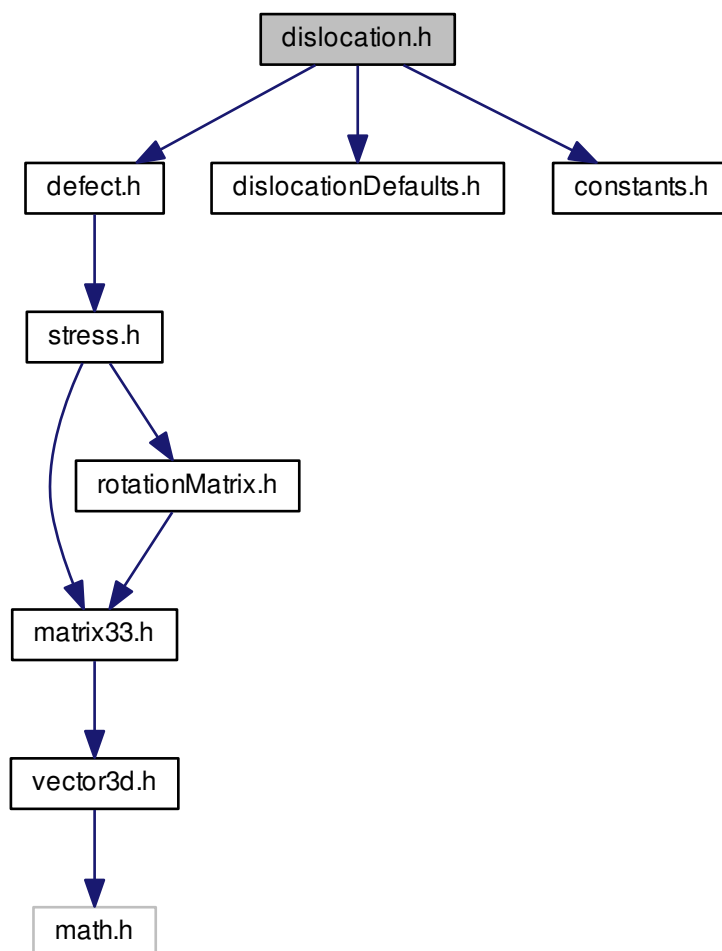 dislocation.h
defect.h
dislocationDefaults.h
constants.h
stress.h
rotationMatrix.h
matrix33.h
vector3d.h
math.h